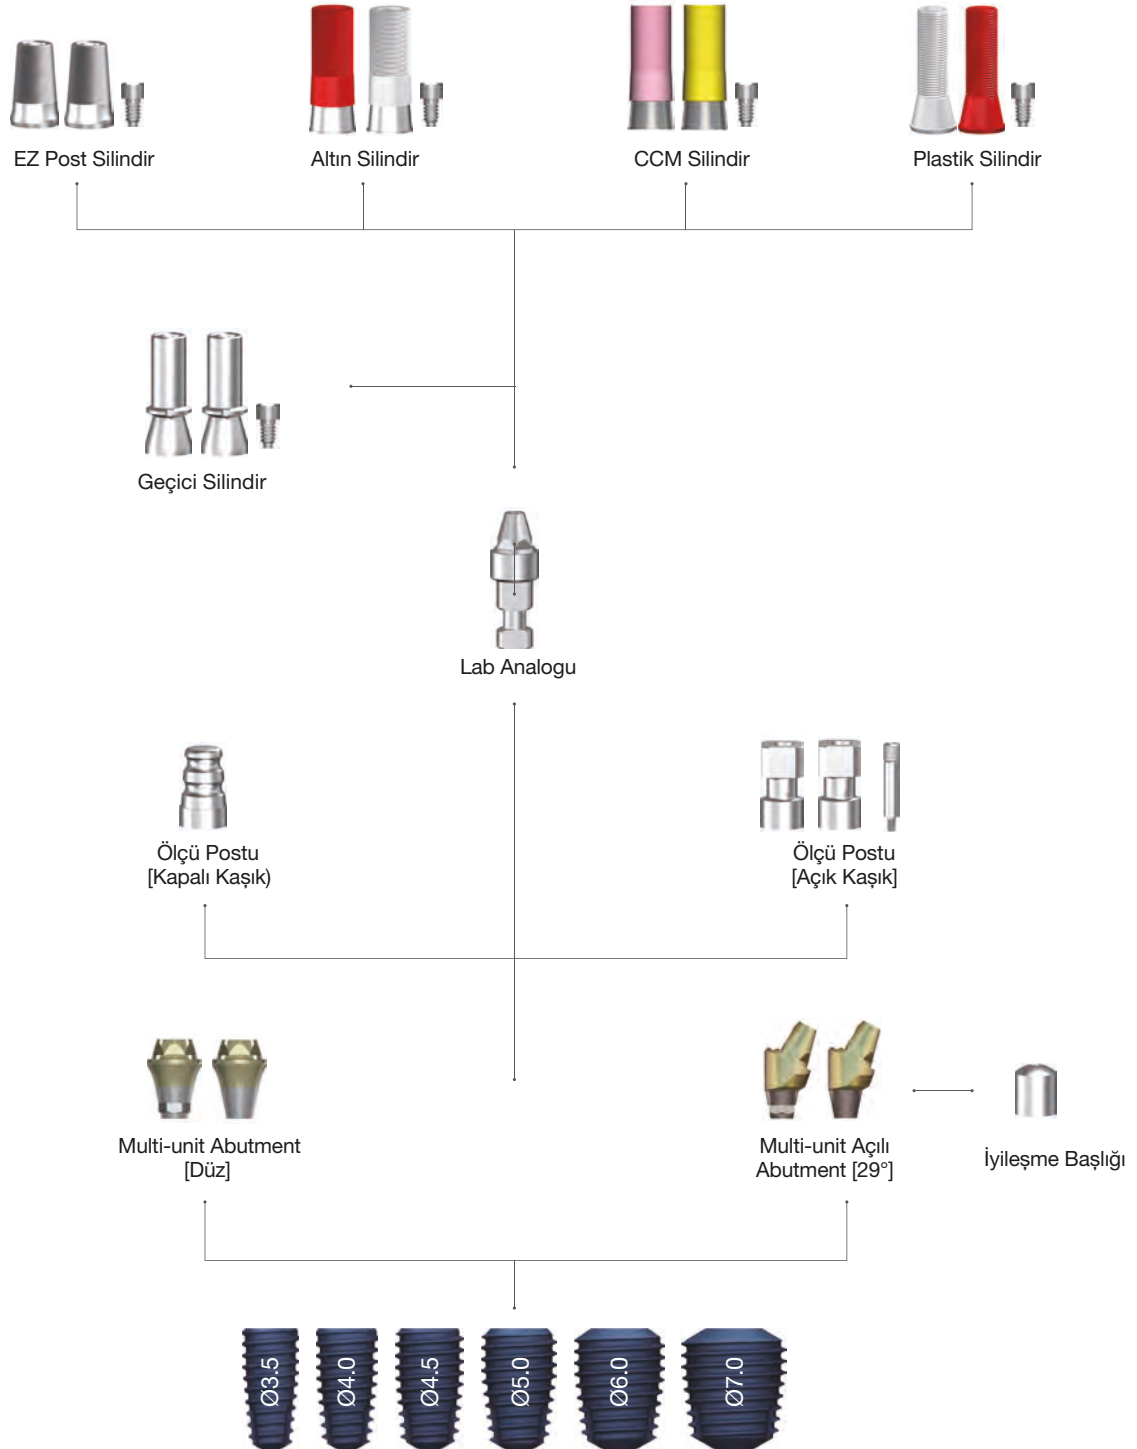 EZ Post Silindir
Altın Silindir
CCM Silindir
Plastik Silindir
Geçici Silindir
Lab Analogu
Ölçü Postu
[Kapalı Kaşık)
Ölçü Postu
[Açık Kaşık]
Multi-unit Abutment
[Düz]
Multi-unit Açılı
Abutment [29°]
İyileşme Başlığı
Ø3.5
Ø4.0
Ø4.5
Ø5.0
Ø6.0
Ø7.0